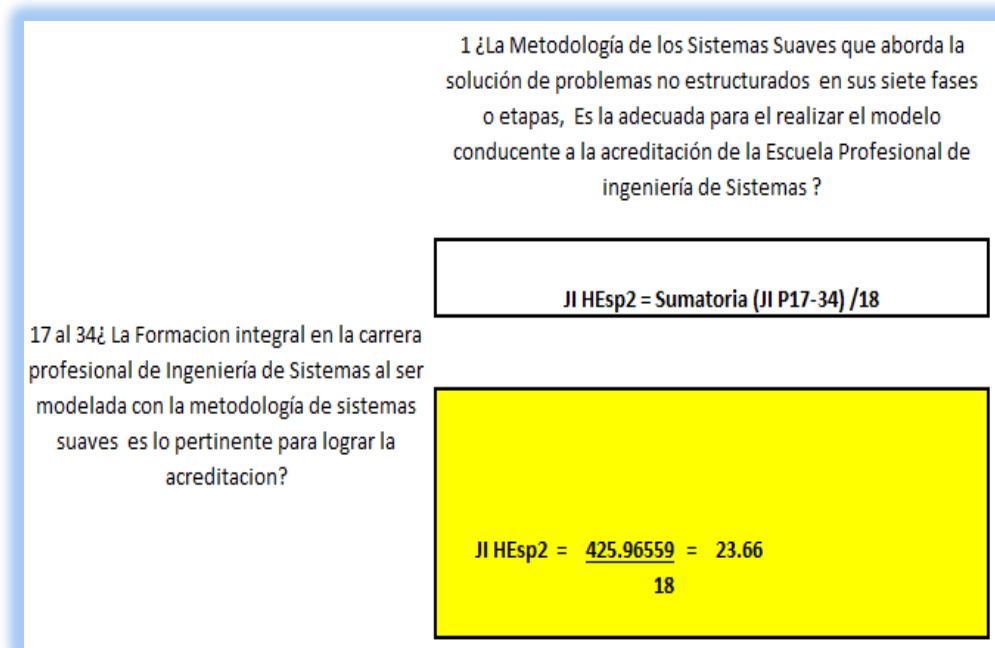 1 ¿La Metodología de los Sistemas Suaves que aborda la
solución de problemas no estructurados en sus siete fases
o etapas, Es la adecuada para el realizar el modelo
conducente a la acreditación de la Escuela Profesional de
ingeniería de Sistemas ?
JI HEsp2 = Sumatoria (JI P17-34) /18
17 al 34¿ La Formacion integral en la carrera
profesional de Ingeniería de Sistemas al ser
modelada con la metodología de sistemas
suaves es lo pertinente para lograr la
acreditacion?
JI HEsp2 = 425.96559 = 23.66
18